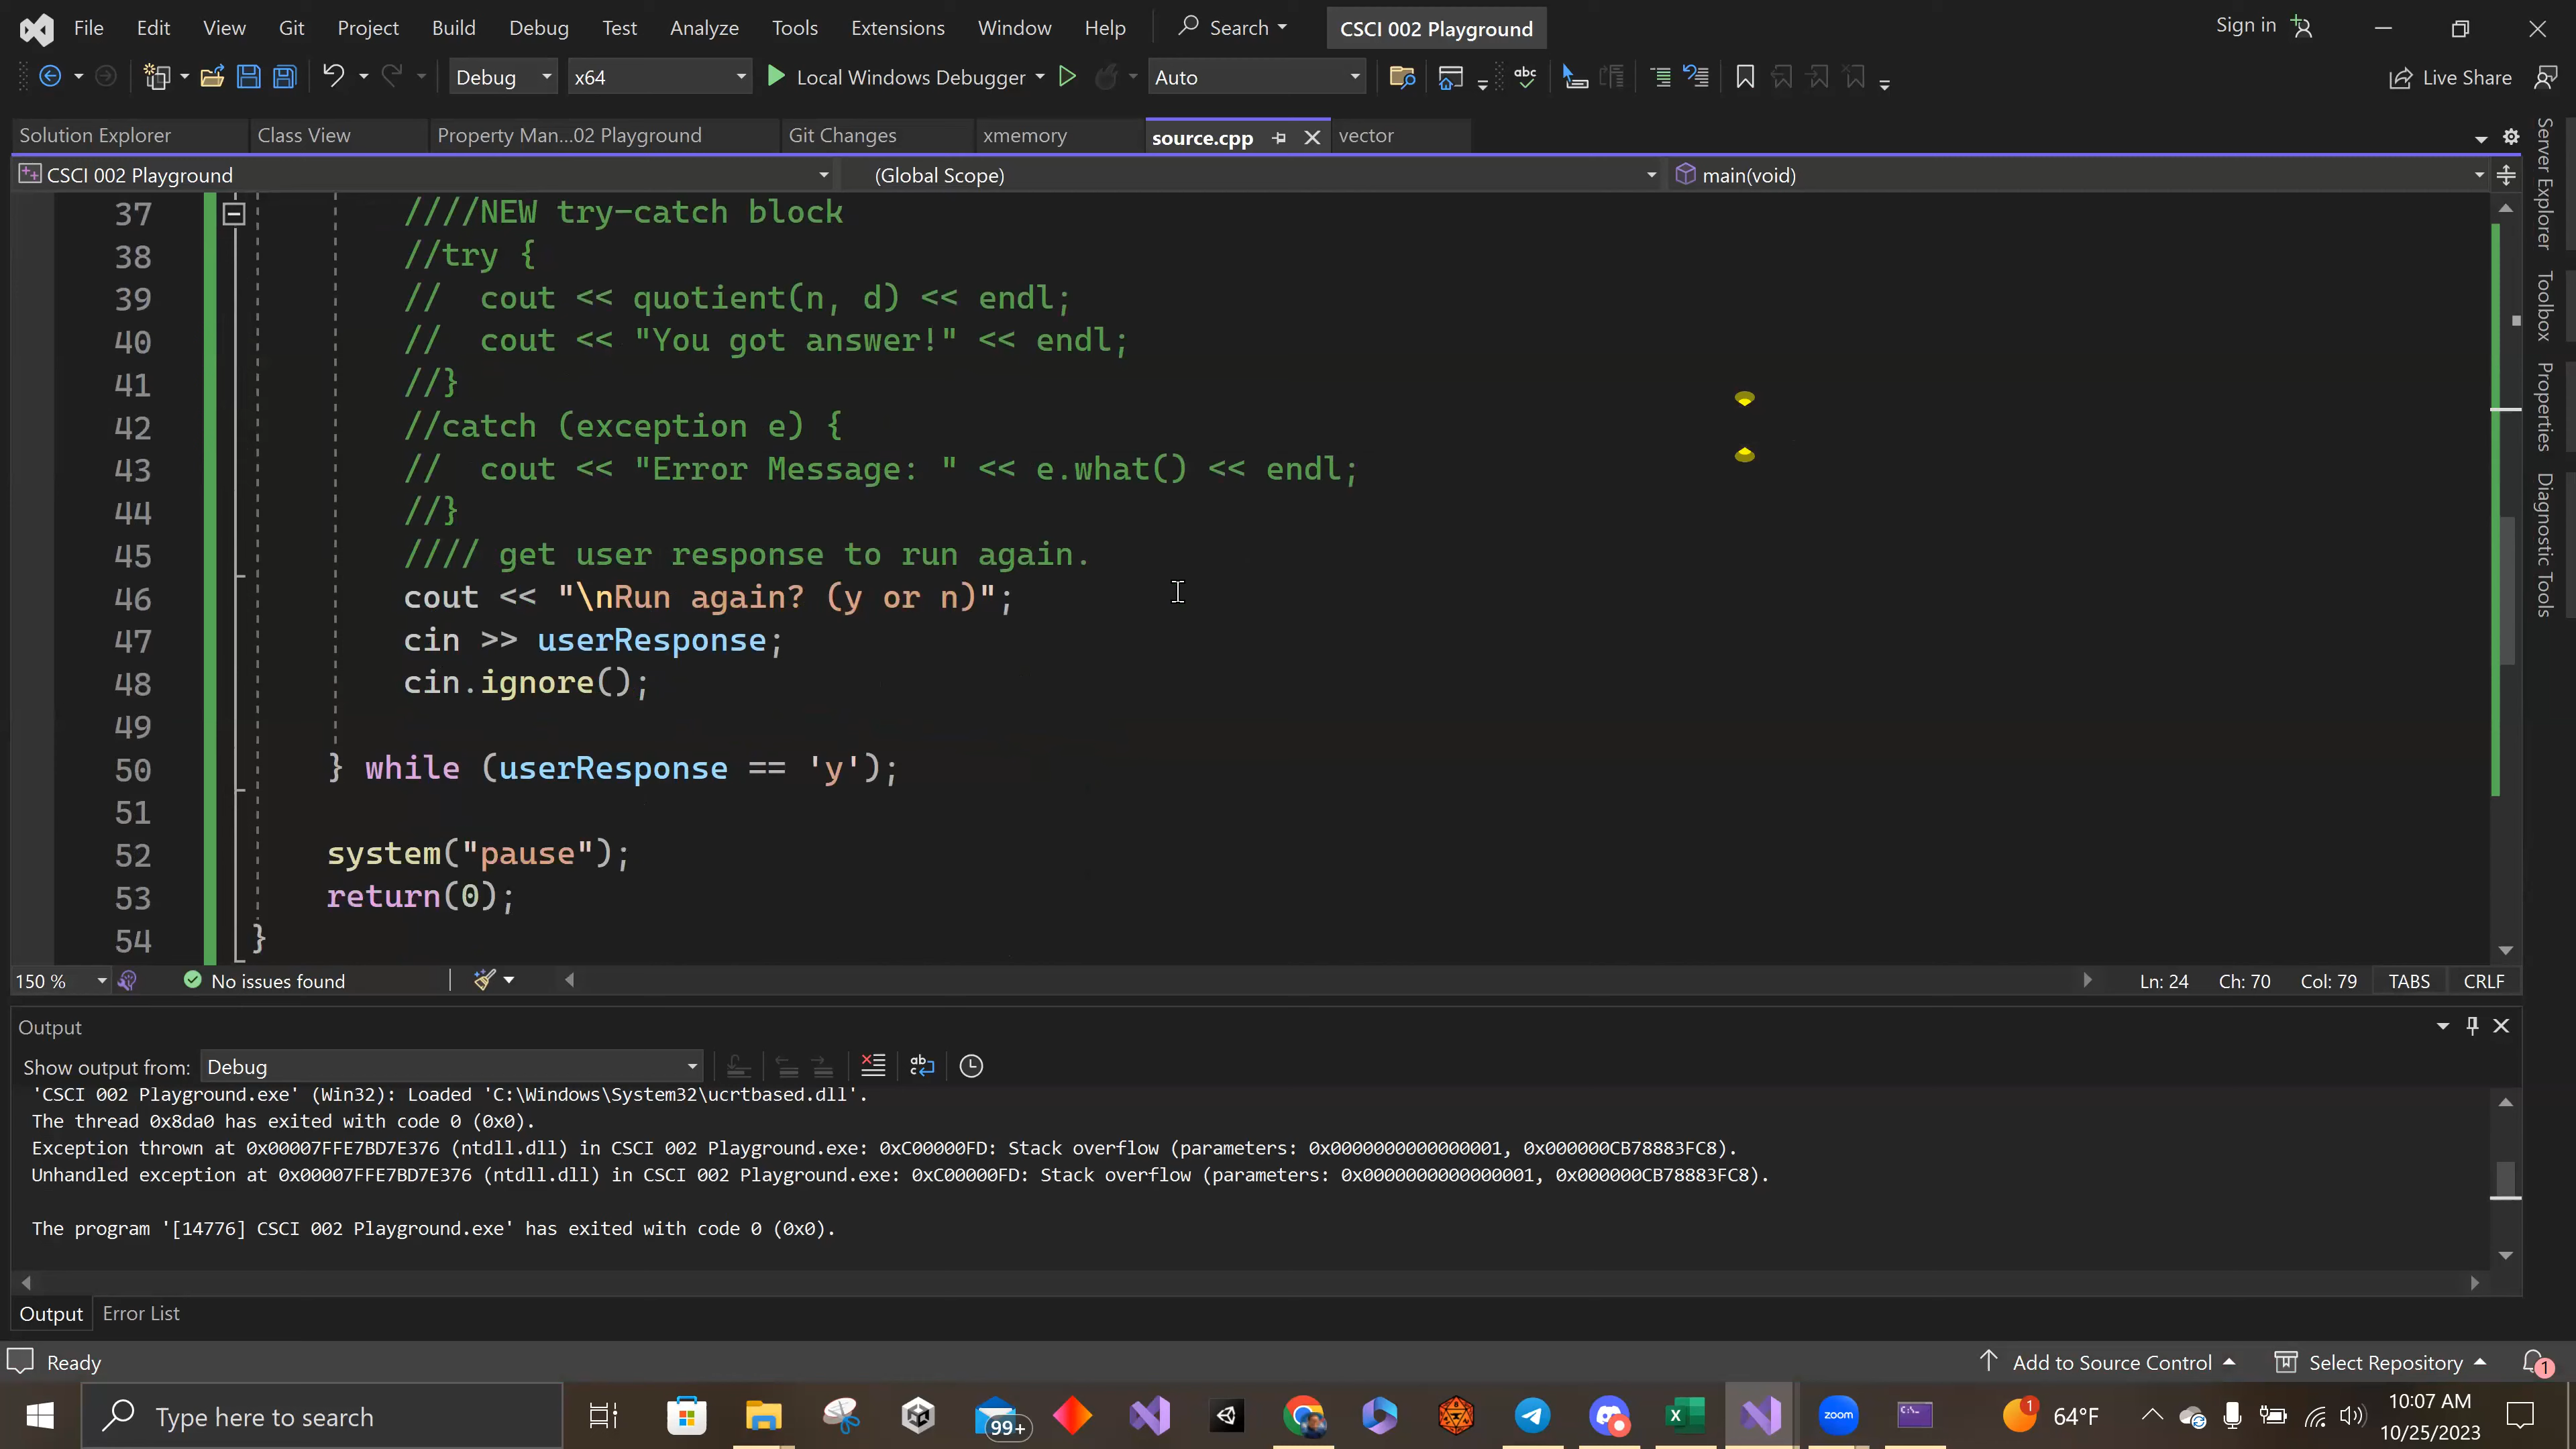 File Edit View Git Project Build Debug Test Analyze Tools Extensions Window Help Search CSCI 002 Playground Sign in
Debug x64 Local Windows Debugger Auto Live Share
Solution Explorer Class View Property Man...02 Playground Git Changes xmemory source.cpp vector
CSCI 002 Playground (Global Scope) main(void)
37 ////NEW try-catch block
38 //try {
39 //  cout << quotient(n, d) << endl;
40 //  cout << "You got answer!" << endl;
41 //}
42 //catch (exception e) {
43 //  cout << "Error Message: " << e.what() << endl;
44 //}
45 //// get user response to run again.
46 cout << "\nRun again? (y or n)";
47 cin >> userResponse;
48 cin.ignore();
49
50 } while (userResponse == 'y');
51
52 system("pause");
53 return(0);
54 }
Server Explorer
Toolbox
Properties
Diagnostic Tools
150 % No issues found Ln: 24 Ch: 70 Col: 79 TABS CRLF
Output
Show output from: Debug
'CSCI 002 Playground.exe' (Win32): Loaded 'C:\Windows\System32\ucrtbased.dll'.
The thread 0x8da0 has exited with code 0 (0x0).
Exception thrown at 0x00007FFE7BD7E376 (ntdll.dll) in CSCI 002 Playground.exe: 0xC00000FD: Stack overflow (parameters: 0x0000000000000001, 0x000000CB78883FC8).
Unhandled exception at 0x00007FFE7BD7E376 (ntdll.dll) in CSCI 002 Playground.exe: 0xC00000FD: Stack overflow (parameters: 0x0000000000000001, 0x000000CB78883FC8).
The program '[14776] CSCI 002 Playground.exe' has exited with code 0 (0x0).
Output Error List
Ready Add to Source Control Select Repository 1
Type here to search 99+ zoom 1 64°F 10:07 AM
10/25/2023